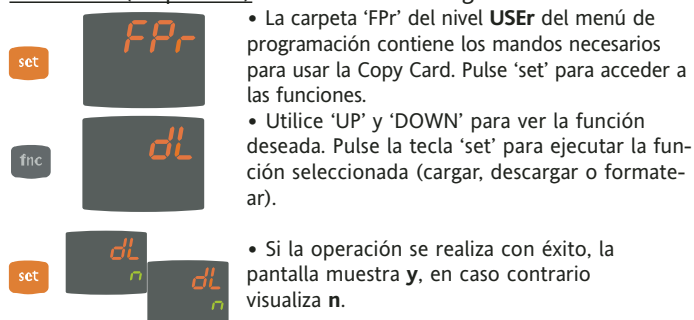 set
FPr
• La carpeta ‘FPr’ del nivel USEr del menú de
programación contiene los mandos necesarios
para usar la Copy Card. Pulse ‘set’ para acceder a
las funciones.
fnc
dL
• Utilice ‘UP’ y ‘DOWN’ para ver la función
deseada. Pulse la tecla ‘set’ para ejecutar la fun-
ción seleccionada (cargar, descargar o formate-
ar).
set
dL
n
dL
n
• Si la operación se realiza con éxito, la
pantalla muestra y, en caso contrario
visualiza n.